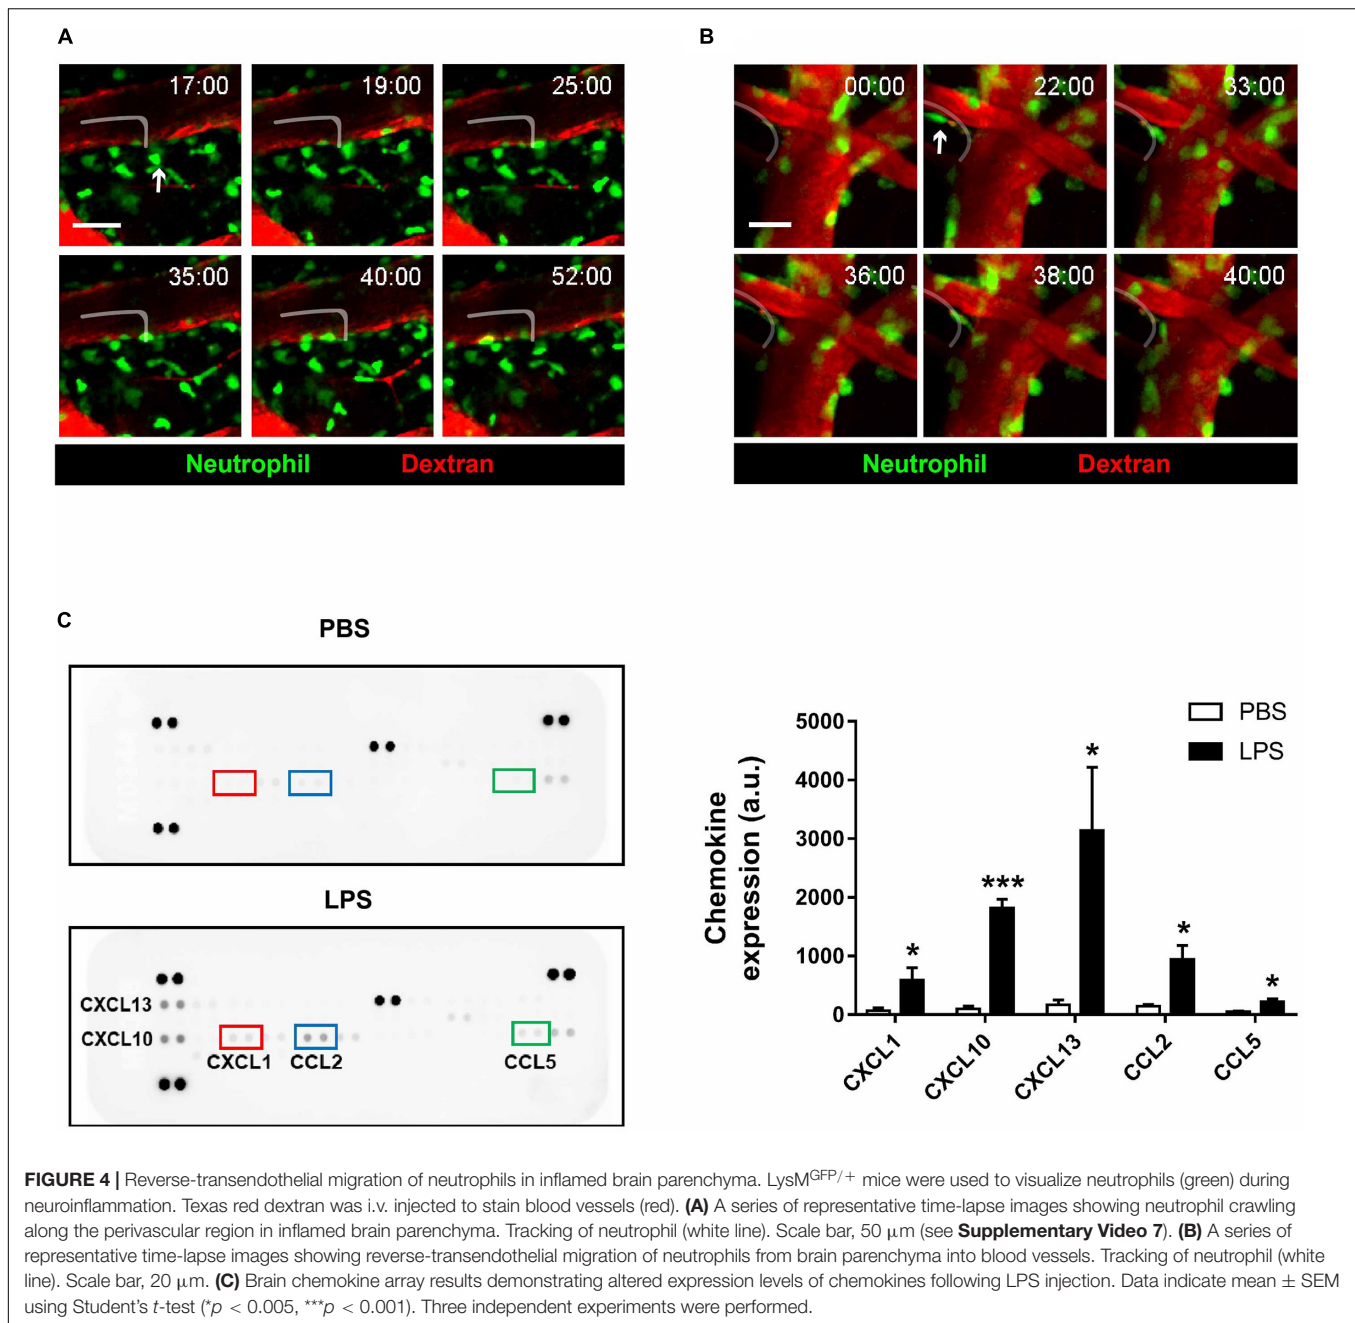 A
B
17:00
19:00
25:00
00:00
22:00
33:00
35:00
40:00
52:00
36:00
38:00
40:00
Neutrophil Dextran
Neutrophil Dextran
C
PBS
LPS
CXCL13
CXCL10
CXCL1
CCL2
CCL5
PBS
LPS
Chemokine
expression (a.u.)
5000
4000
3000
2000
1000
0
*
***
*
*
*
CXCL1
CXCL10
CXCL13
CCL2
CCL5
FIGURE 4 | Reverse-transendothelial migration of neutrophils in inflamed brain parenchyma. LysM^GFP/+ mice were used to visualize neutrophils (green) during
neuroinflammation. Texas red dextran was i.v. injected to stain blood vessels (red). (A) A series of representative time-lapse images showing neutrophil crawling
along the perivascular region in inflamed brain parenchyma. Tracking of neutrophil (white line). Scale bar, 50 μm (see Supplementary Video 7). (B) A series of
representative time-lapse images showing reverse-transendothelial migration of neutrophils from brain parenchyma into blood vessels. Tracking of neutrophil (white
line). Scale bar, 20 μm. (C) Brain chemokine array results demonstrating altered expression levels of chemokines following LPS injection. Data indicate mean ± SEM
using Student's t-test (*p < 0.005, ***p < 0.001). Three independent experiments were performed.